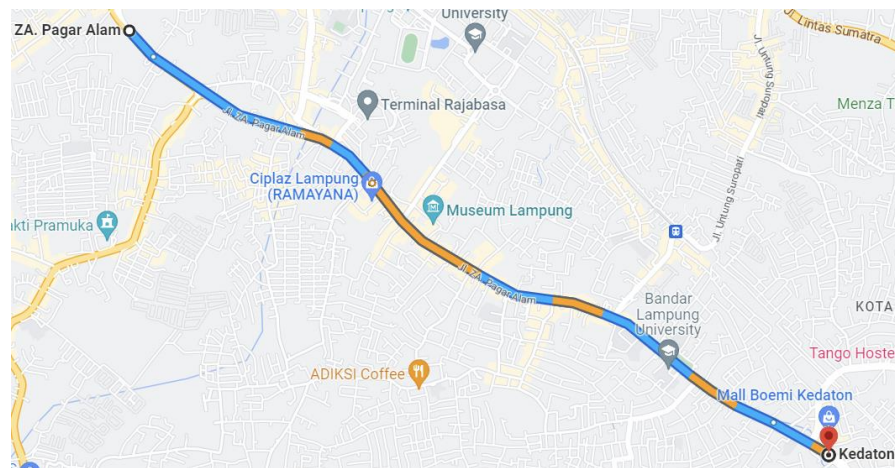 University
Jl. Lintas Sumatra
ZA. Pagar Alam
Jl. Untung Suropati
Menza T
Terminal Rajabasa
Jl. ZA. Pagar Alam
Ciplaz Lampung
(RAMAYANA)
Museum Lampung
akti Pramuka
Jl. Untung Suropati
Jl. ZA. Pagar Alam
Bandar
Lampung
University
KOTA
Tango Hoste
ADIKSI Coffee
Mall Boemi Kedaton
Kedaton